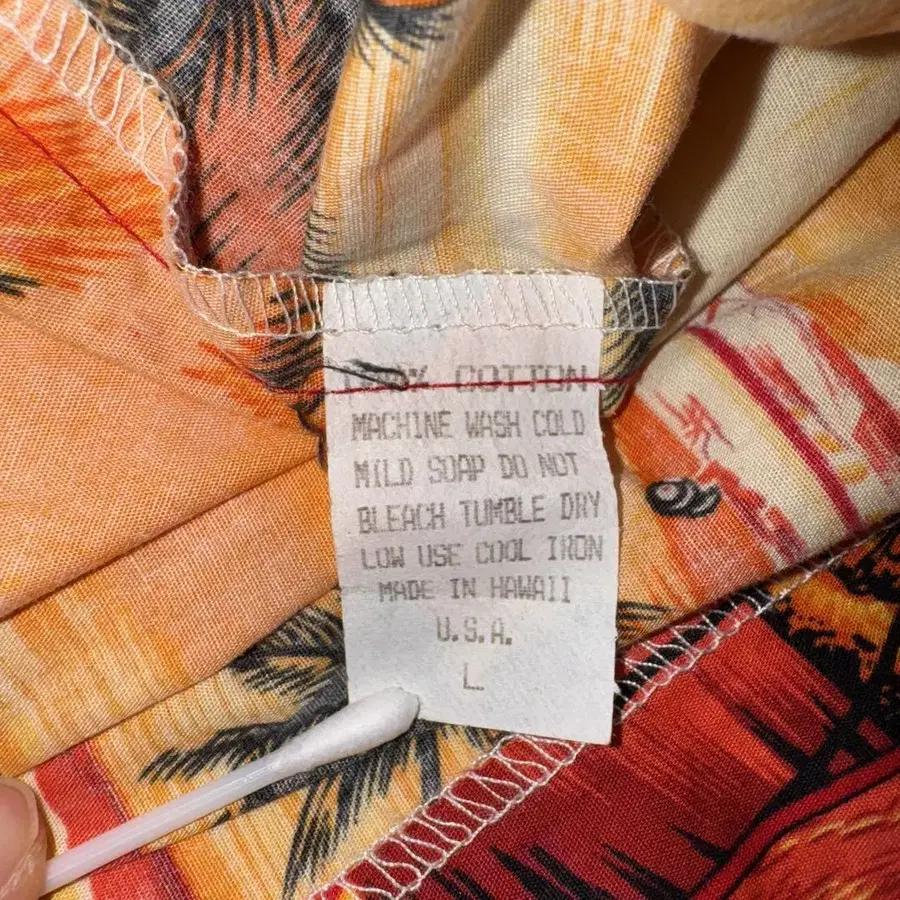 COTTON
MACHINE WASH COLD
MILD SOAP DO NOT
BLEACH TUMBLE DRY
LOW USE COOL IRON
MADE IN HAWAII
U.S.A.
L